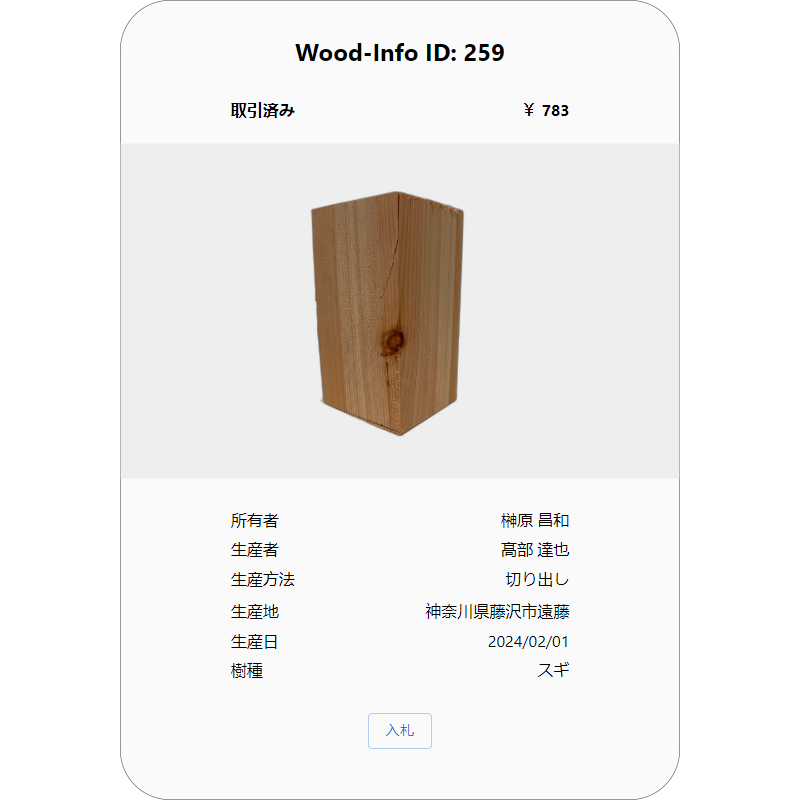 Wood-Info ID: 259
取引済み ￥ 783
所有者 榊原 昌和
生産者 髙部 達也
生産方法 切り出し
生産地 神奈川県藤沢市遠藤
生産日 2024/02/01
樹種 スギ
入札